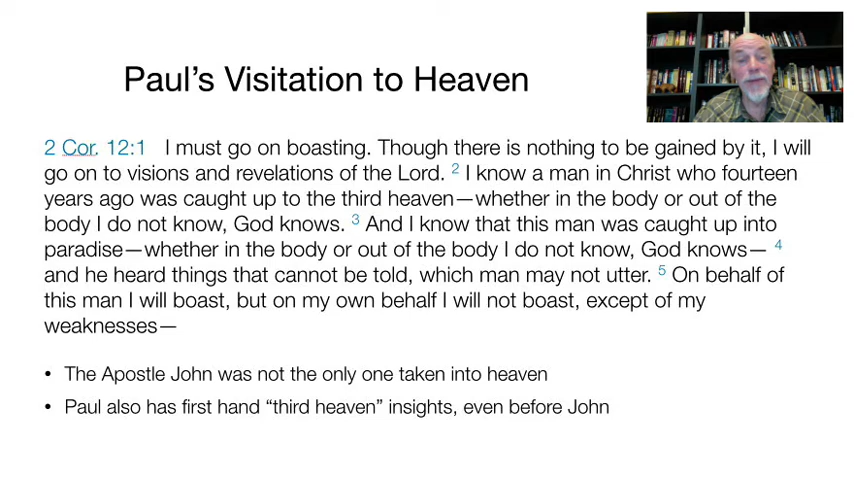 Paul’s Visitation to Heaven
2 Cor. 12:1 I must go on boasting. Though there is nothing to be gained by it, I will
go on to visions and revelations of the Lord. 2 I know a man in Christ who fourteen
years ago was caught up to the third heaven—whether in the body or out of the
body I do not know, God knows. 3 And I know that this man was caught up into
paradise—whether in the body or out of the body I do not know, God knows— 4
and he heard things that cannot be told, which man may not utter. 5 On behalf of
this man I will boast, but on my own behalf I will not boast, except of my
weaknesses—
• The Apostle John was not the only one taken into heaven
• Paul also has first hand “third heaven” insights, even before John